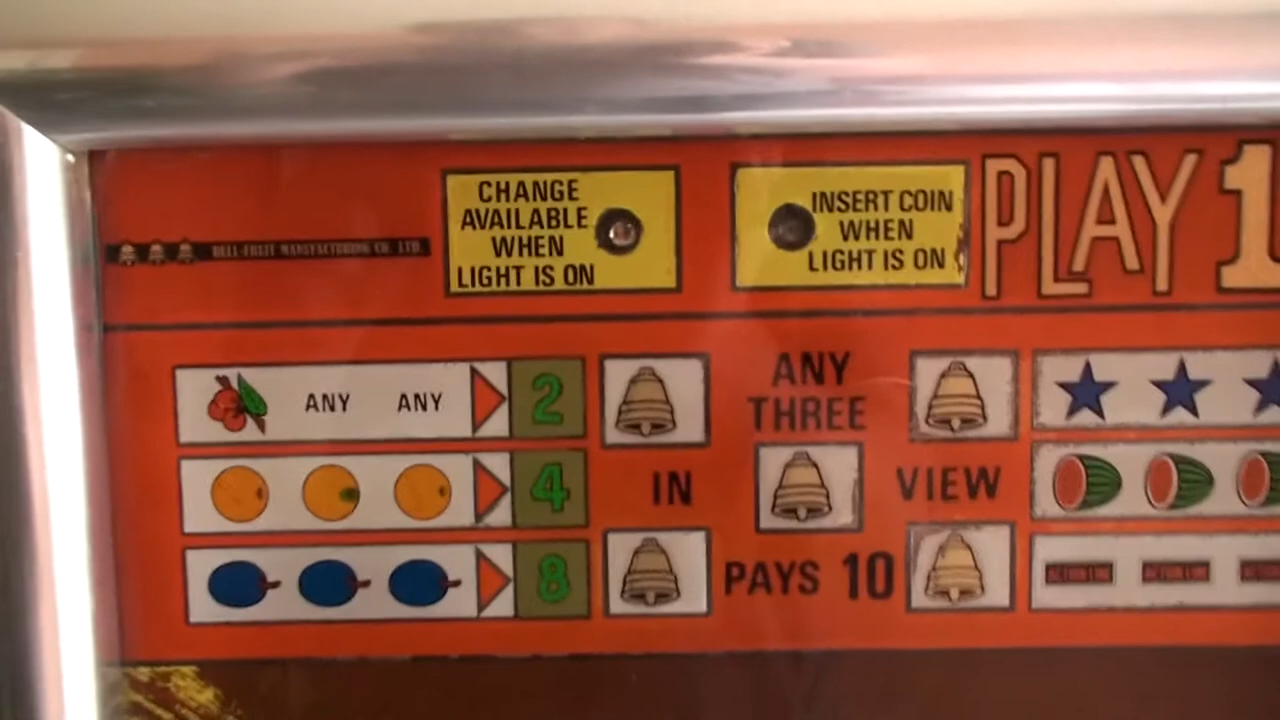 CHANGE
AVAILABLE
WHEN
LIGHT IS ON
INSERT COIN
WHEN
LIGHT IS ON
PLAY 1
BELL-FRUIT MANUFACTURING CO. LTD
ANY ANY 2
ANY
THREE
4
IN
VIEW
8
PAYS 10